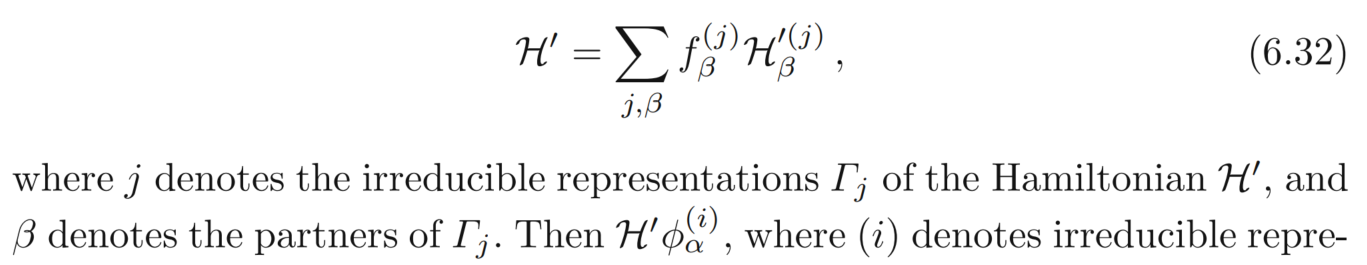 ℋ′ = ∑_{j,β} f_β^{(j)} ℋ′_β^{(j)} , (6.32)
where j denotes the irreducible representations Γ_j of the Hamiltonian ℋ′, and
β denotes the partners of Γ_j. Then ℋ′ϕ_α^{(i)}, where (i) denotes irreducible repre-